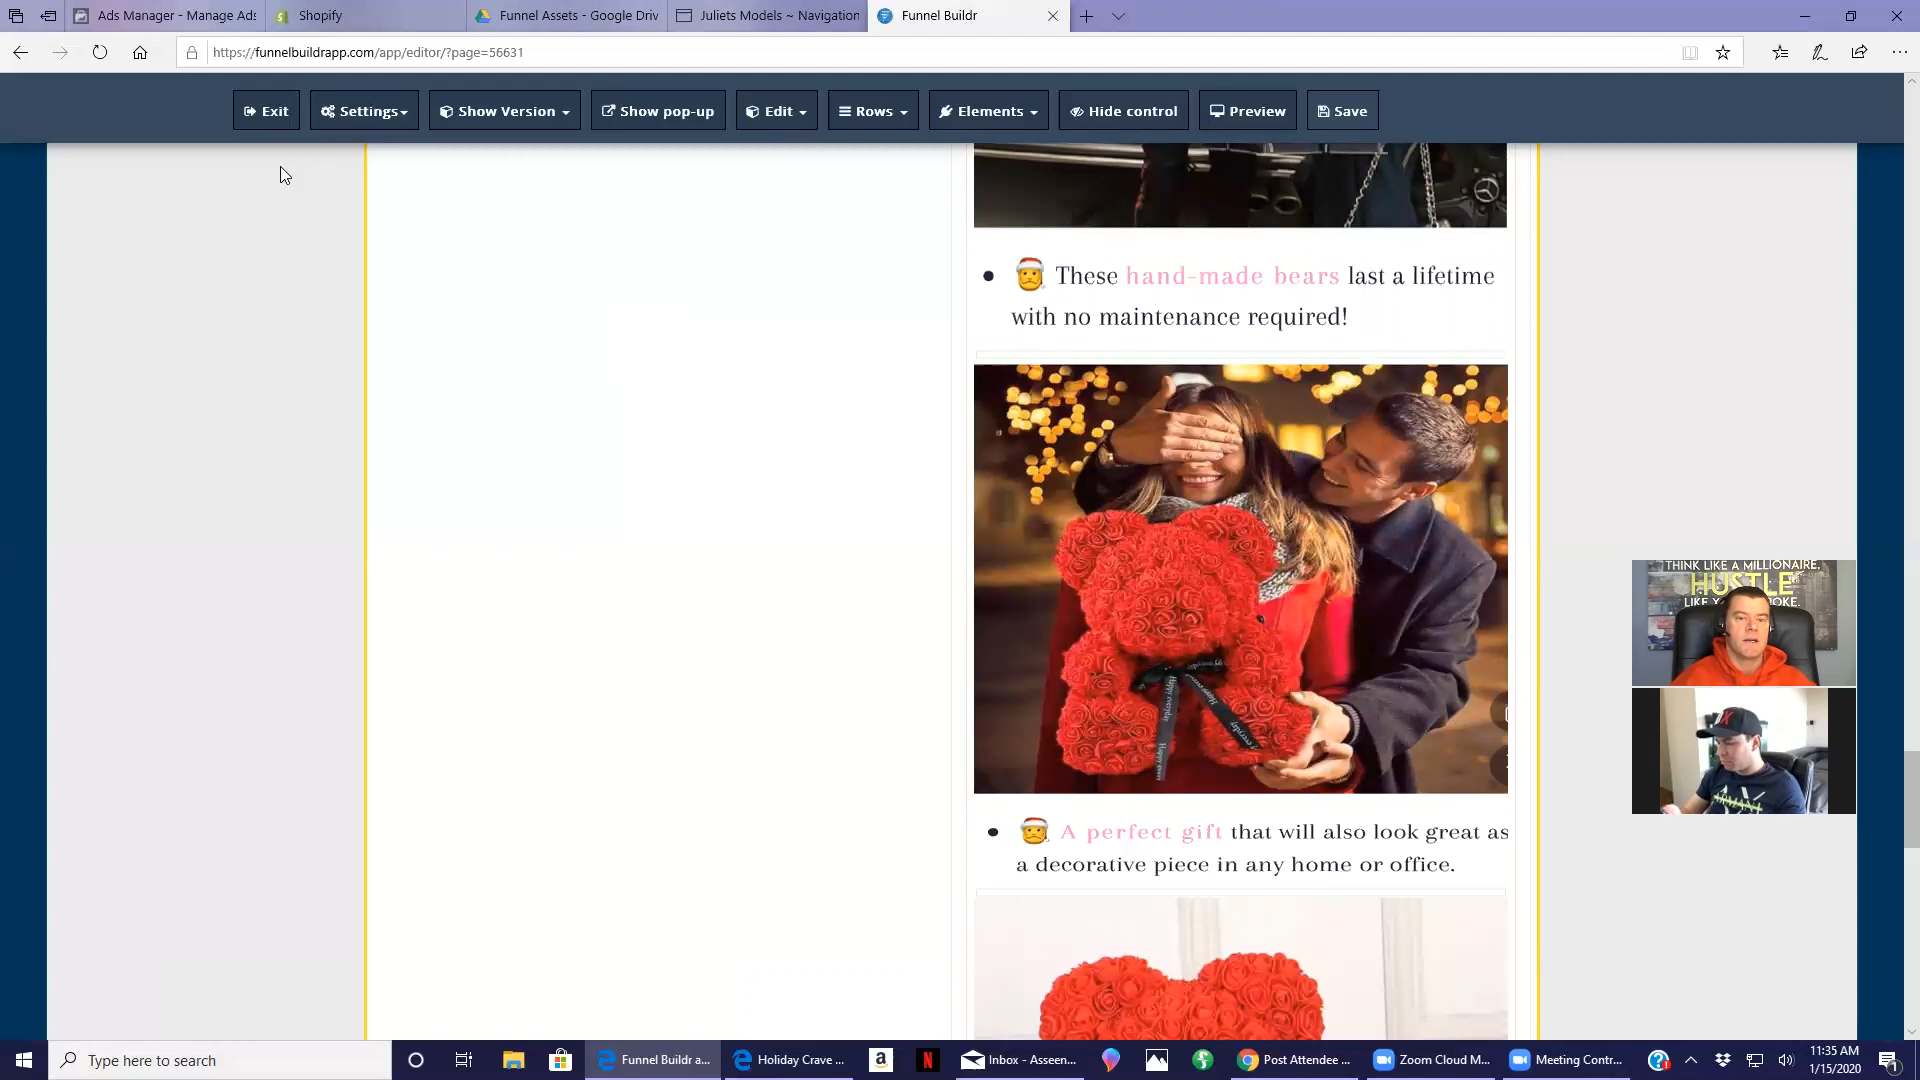 Ads Manager - Manage Ads
Shopify
Funnel Assets - Google Driv
Juliets Models ~ Navigation
Funnel Buildr
https://funnelbuildrapp.com/app/editor/?page=56631
Exit
Settings
Show Version
Show pop-up
Edit
Rows
Elements
Hide control
Preview
Save
These hand-made bears last a lifetime
with no maintenance required!
Happy everyday
A perfect gift that will also look great as
a decorative piece in any home or office.
THINK LIKE A MILLIONAIRE,
HUSTLE
Type here to search
Funnel Buildr a...
Holiday Crave ...
Inbox - Asseen...
Post Attendee ...
Zoom Cloud M...
Meeting Contr...
11:35 AM
1/15/2020